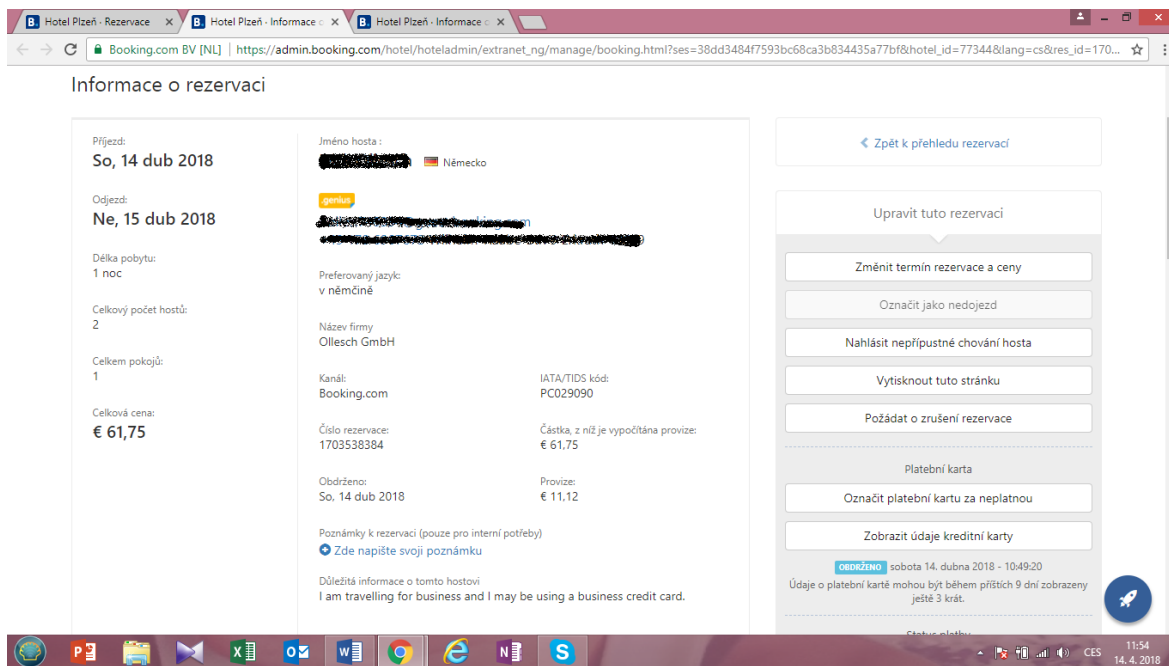 B. Hotel Plzeň - Rezervace
B. Hotel Plzeň - Informace o
B. Hotel Plzeň - Informace o
Booking.com BV [NL] | https://admin.booking.com/hotel/hoteladmin/extranet_ng/manage/booking.html?ses=38dd3484f7593bc68ca3b834435a77bf&hotel_id=77344&lang=cs&res_id=170...
Informace o rezervaci
Příjezd:
So, 14 dub 2018
Odjezd:
Ne, 15 dub 2018
Délka pobytu:
1 noc
Celkový počet hostů:
2
Celkem pokojů:
1
Celková cena:
€ 61,75
Jméno hosta :
Německo
.genius
Preferovaný jazyk:
v němčině
Název firmy
Ollesch GmbH
Kanál:
Booking.com
IATA/TIDS kód:
PC029090
Číslo rezervace:
1703538384
Částka, z níž je vypočítána provize:
€ 61,75
Obdrženo:
So, 14 dub 2018
Provize:
€ 11,12
Poznámky k rezervaci (pouze pro interní potřeby)
Zde napište svoji poznámku
Důležitá informace o tomto hostovi
I am travelling for business and I may be using a business credit card.
Zpět k přehledu rezervací
Upravit tuto rezervaci
Změnit termín rezervace a ceny
Označit jako nedojezd
Nahlásit nepřípustné chování hosta
Vytisknout tuto stránku
Požádat o zrušení rezervace
Platební karta
Označit platební kartu za neplatnou
Zobrazit údaje kreditní karty
OBDRŽENO sobota 14. dubna 2018 - 10:49:20
Údaje o platební kartě mohou být během příštích 9 dní zobrazeny
ještě 3 krát.
Status platby
CES
11:54
14. 4. 2018